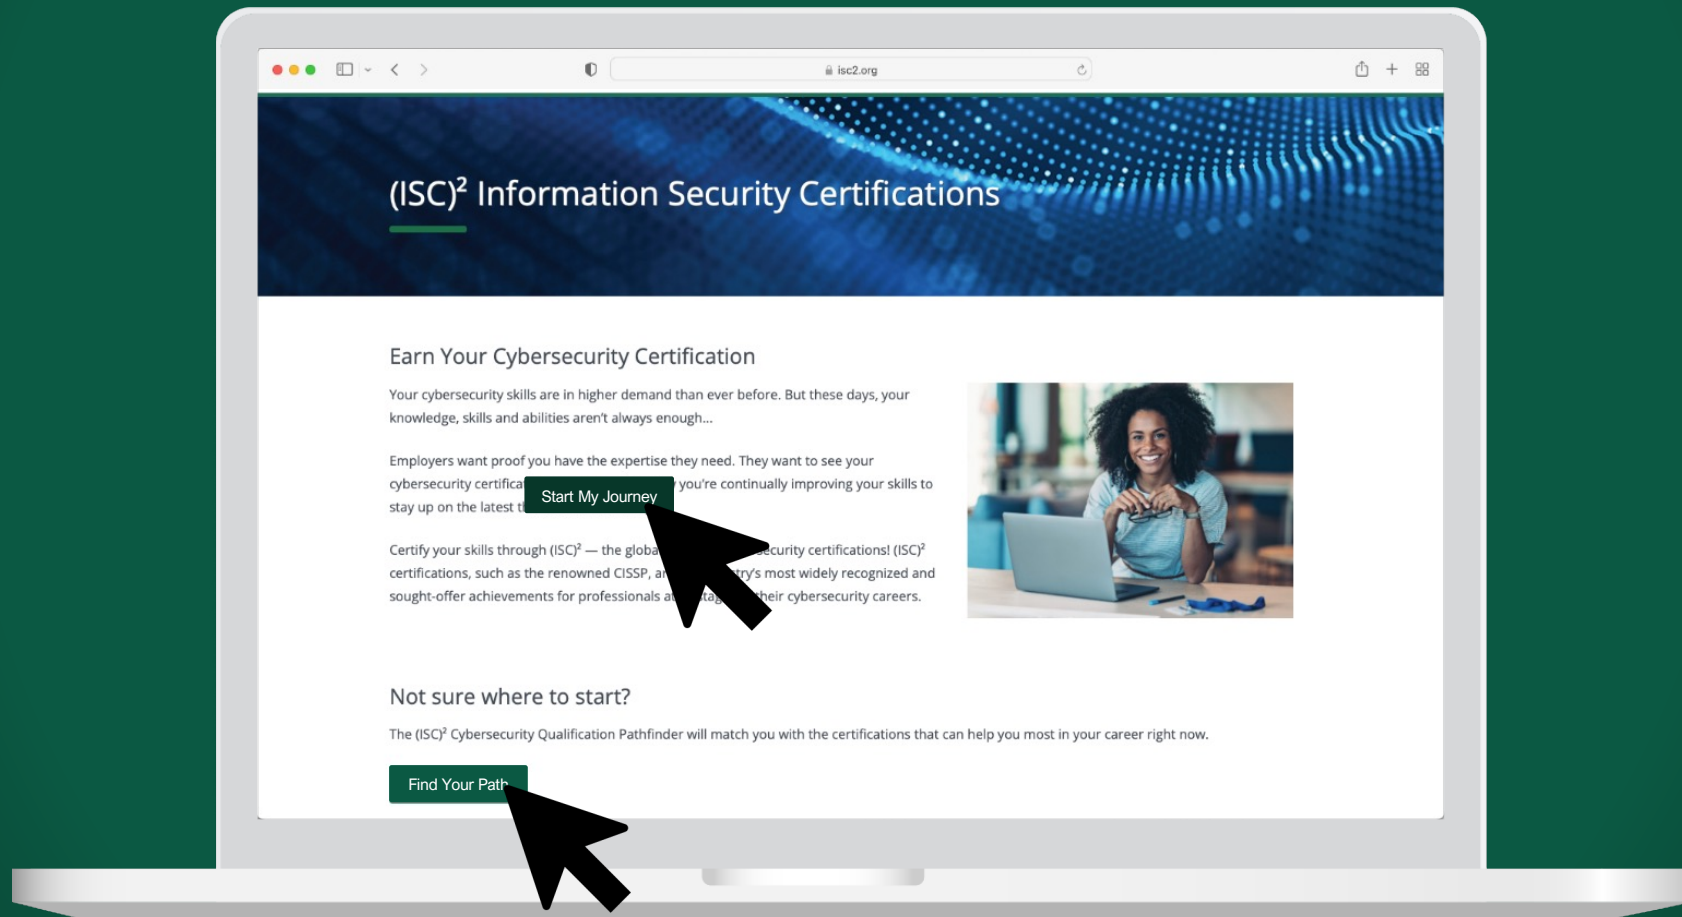 isc2.org
(ISC)² Information Security Certifications
Earn Your Cybersecurity Certification
Your cybersecurity skills are in higher demand than ever before. But these days, your
knowledge, skills and abilities aren't always enough...
Employers want proof you have the expertise they need. They want to see your
cybersecurity you're continually improving your skills to
Start My Journey
stay up on the latest
Certify your skills through (ISC)² — the security certifications! (ISC)²
certifications, such as the renowned CISSP, most widely recognized and
sought-offer achievements for professionals their cybersecurity careers.
Not sure where to start?
The (ISC)² Cybersecurity Qualification Pathfinder will match you with the certifications that can help you most in your career right now.
Find Your Path